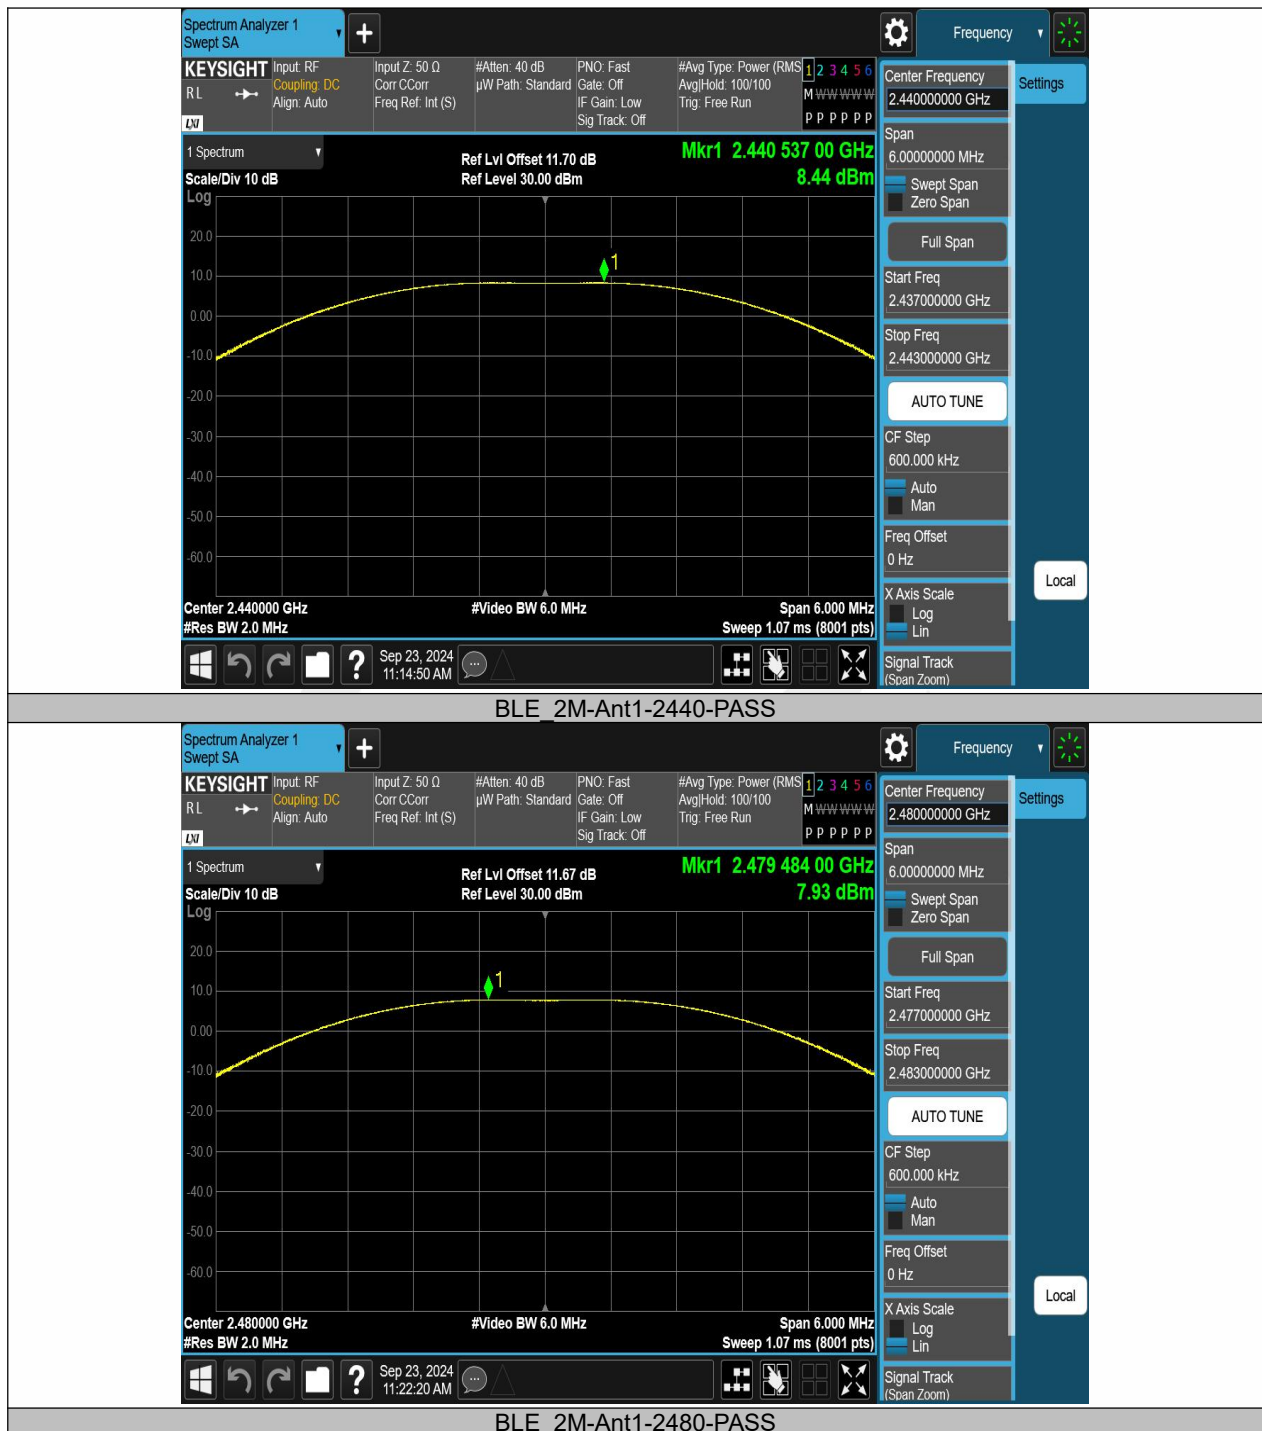 Spectrum Analyzer 1
Swept SA
+
Frequency
KEYSIGHT
RL
LXI
Input: RF
Coupling: DC
Align: Auto
Input Z: 50 Ω
Corr CCorr
Freq Ref: Int (S)
#Atten: 40 dB
µW Path: Standard
PNO: Fast
Gate: Off
IF Gain: Low
Sig Track: Off
#Avg Type: Power (RMS
Avg|Hold: 100/100
Trig: Free Run
1 2 3 4 5 6
M W W W W W
P P P P P P
1 Spectrum
Scale/Div 10 dB
Ref Lvl Offset 11.70 dB
Ref Level 30.00 dBm
Mkr1 2.440 537 00 GHz
8.44 dBm
Log
20.0
10.0
0.00
-10.0
-20.0
-30.0
-40.0
-50.0
-60.0
1
Center 2.440000 GHz
#Res BW 2.0 MHz
#Video BW 6.0 MHz
Span 6.000 MHz
Sweep 1.07 ms (8001 pts)
?
Sep 23, 2024
11:14:50 AM
Center Frequency
2.440000000 GHz
Settings
Span
6.00000000 MHz
Swept Span
Zero Span
Full Span
Start Freq
2.437000000 GHz
Stop Freq
2.443000000 GHz
AUTO TUNE
CF Step
600.000 kHz
Auto
Man
Freq Offset
0 Hz
Local
X Axis Scale
Log
Lin
Signal Track
(Span Zoom)
BLE_2M-Ant1-2440-PASS
Spectrum Analyzer 1
Swept SA
+
Frequency
KEYSIGHT
RL
LXI
Input: RF
Coupling: DC
Align: Auto
Input Z: 50 Ω
Corr CCorr
Freq Ref: Int (S)
#Atten: 40 dB
µW Path: Standard
PNO: Fast
Gate: Off
IF Gain: Low
Sig Track: Off
#Avg Type: Power (RMS
Avg|Hold: 100/100
Trig: Free Run
1 2 3 4 5 6
M W W W W W
P P P P P P
1 Spectrum
Scale/Div 10 dB
Ref Lvl Offset 11.67 dB
Ref Level 30.00 dBm
Mkr1 2.479 484 00 GHz
7.93 dBm
Log
20.0
10.0
0.00
-10.0
-20.0
-30.0
-40.0
-50.0
-60.0
1
Center 2.480000 GHz
#Res BW 2.0 MHz
#Video BW 6.0 MHz
Span 6.000 MHz
Sweep 1.07 ms (8001 pts)
?
Sep 23, 2024
11:22:20 AM
Center Frequency
2.480000000 GHz
Settings
Span
6.00000000 MHz
Swept Span
Zero Span
Full Span
Start Freq
2.477000000 GHz
Stop Freq
2.483000000 GHz
AUTO TUNE
CF Step
600.000 kHz
Auto
Man
Freq Offset
0 Hz
Local
X Axis Scale
Log
Lin
Signal Track
(Span Zoom)
BLE_2M-Ant1-2480-PASS